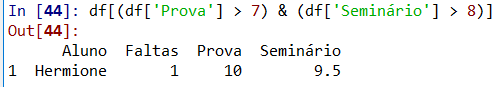 In [44]: df[(df['Prova'] > 7) & (df['Seminário'] > 8)]
Out[44]:
Aluno Faltas Prova Seminário
1 Hermione 1 10 9.5